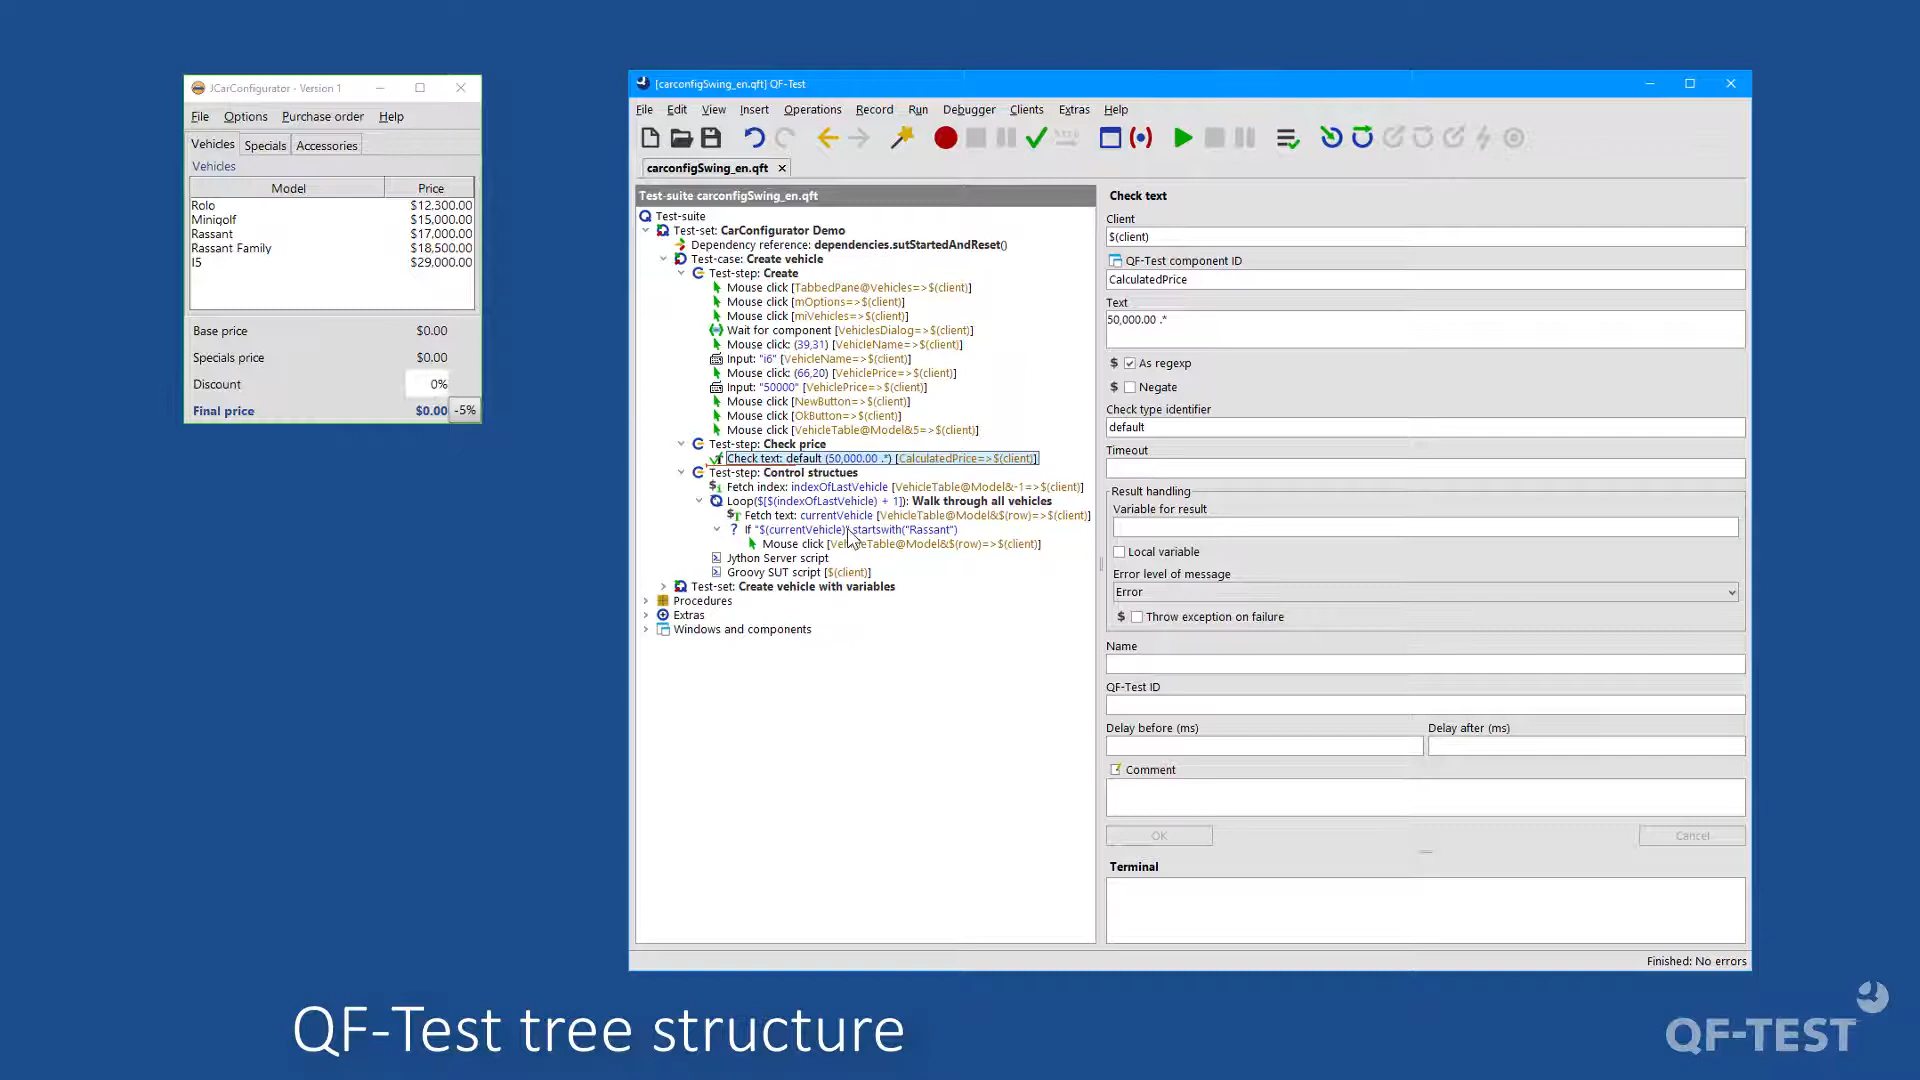 JCarConfigurator - Version 1
File Options Purchase order Help
Vehicles Specials Accessories
Vehicles
Model Price
Rolo $12,300.00
Minigolf $15,000.00
Rassant $17,000.00
Rassant Family $18,500.00
I5 $29,000.00
Base price $0.00
Specials price $0.00
Discount 0%
Final price $0.00 -5%
[carconfigSwing_en.qft] QF-Test
File Edit View Insert Operations Record Run Debugger Clients Extras Help
carconfigSwing_en.qft
Test-suite carconfigSwing_en.qft
Test-suite
Test-set: CarConfigurator Demo
Dependency reference: dependencies.sutStartedAndReset()
Test-case: Create vehicle
Test-step: Create
Mouse click [TabbedPane@Vehicles=>$(client)]
Mouse click [mOptions=>$(client)]
Mouse click [miVehicles=>$(client)]
Wait for component [VehiclesDialog=>$(client)]
Mouse click: (39,31) [VehicleName=>$(client)]
Input: "i6" [VehicleName=>$(client)]
Mouse click: (66,20) [VehiclePrice=>$(client)]
Input: "50000" [VehiclePrice=>$(client)]
Mouse click [NewButton=>$(client)]
Mouse click [OkButton=>$(client)]
Mouse click [VehicleTable@Model&5=>$(client)]
Test-step: Check price
Check text: default (50,000.00 .*) [CalculatedPrice=>$(client)]
Test-step: Control structues
Fetch index: indexOfLastVehicle [VehicleTable@Model&-1=>$(client)]
Loop($[$(indexOfLastVehicle) + 1]): Walk through all vehicles
Fetch text: currentVehicle [VehicleTable@Model&$(row)=>$(client)]
If "$(currentVehicle)".startswith("Rassant")
Mouse click [VehicleTable@Model&$(row)=>$(client)]
Jython Server script
Groovy SUT script [$(client)]
Test-set: Create vehicle with variables
Procedures
Extras
Windows and components
Check text
Client
$(client)
QF-Test component ID
CalculatedPrice
Text
50,000.00 .*
$ As regexp
$ Negate
Check type identifier
default
Timeout
Result handling
Variable for result
Local variable
Error level of message
Error
$ Throw exception on failure
Name
QF-Test ID
Delay before (ms) Delay after (ms)
Comment
OK Cancel
Terminal
Finished: No errors
QF-Test tree structure
QF-TEST